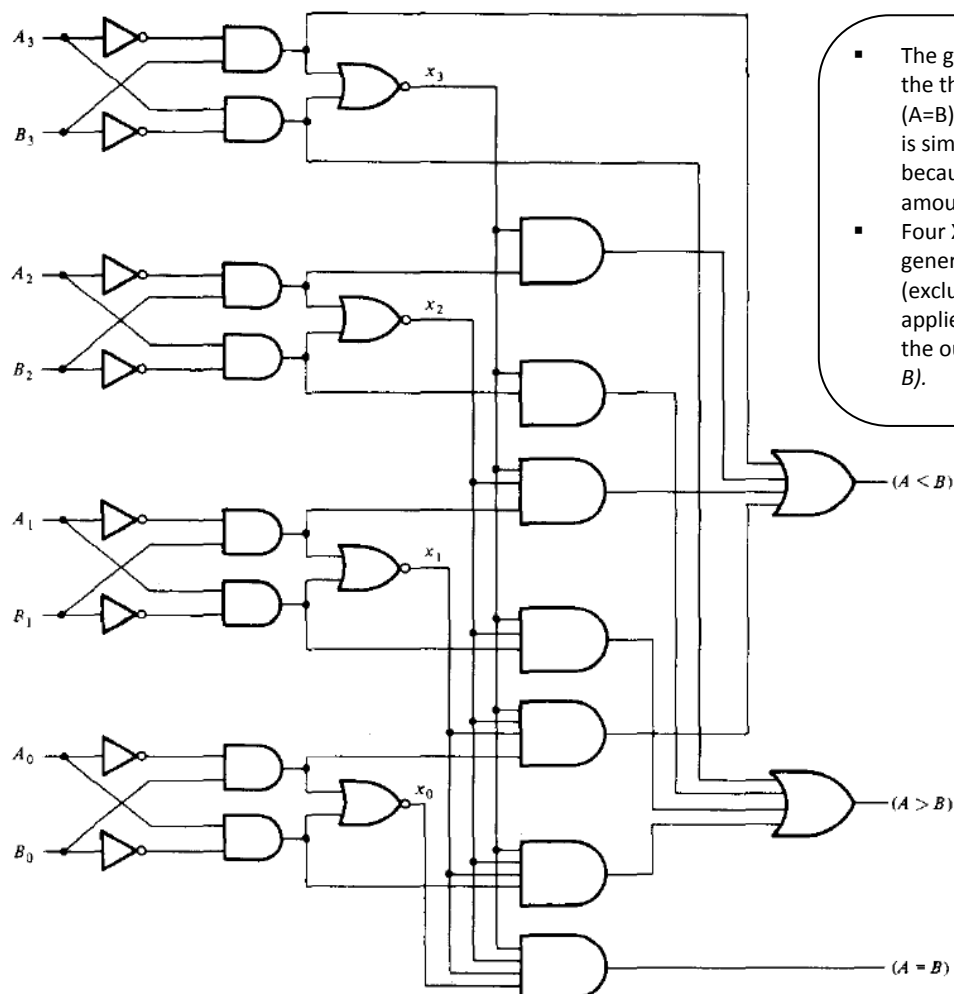 A₃
B₃
x₃
A₂
B₂
x₂
A₁
B₁
x₁
A₀
B₀
x₀
(A < B)
(A > B)
(A = B)
▪ The g
the th
(A=B)
is sim
becau
amou
▪ Four X
gener
(exclu
applie
the ou
B).